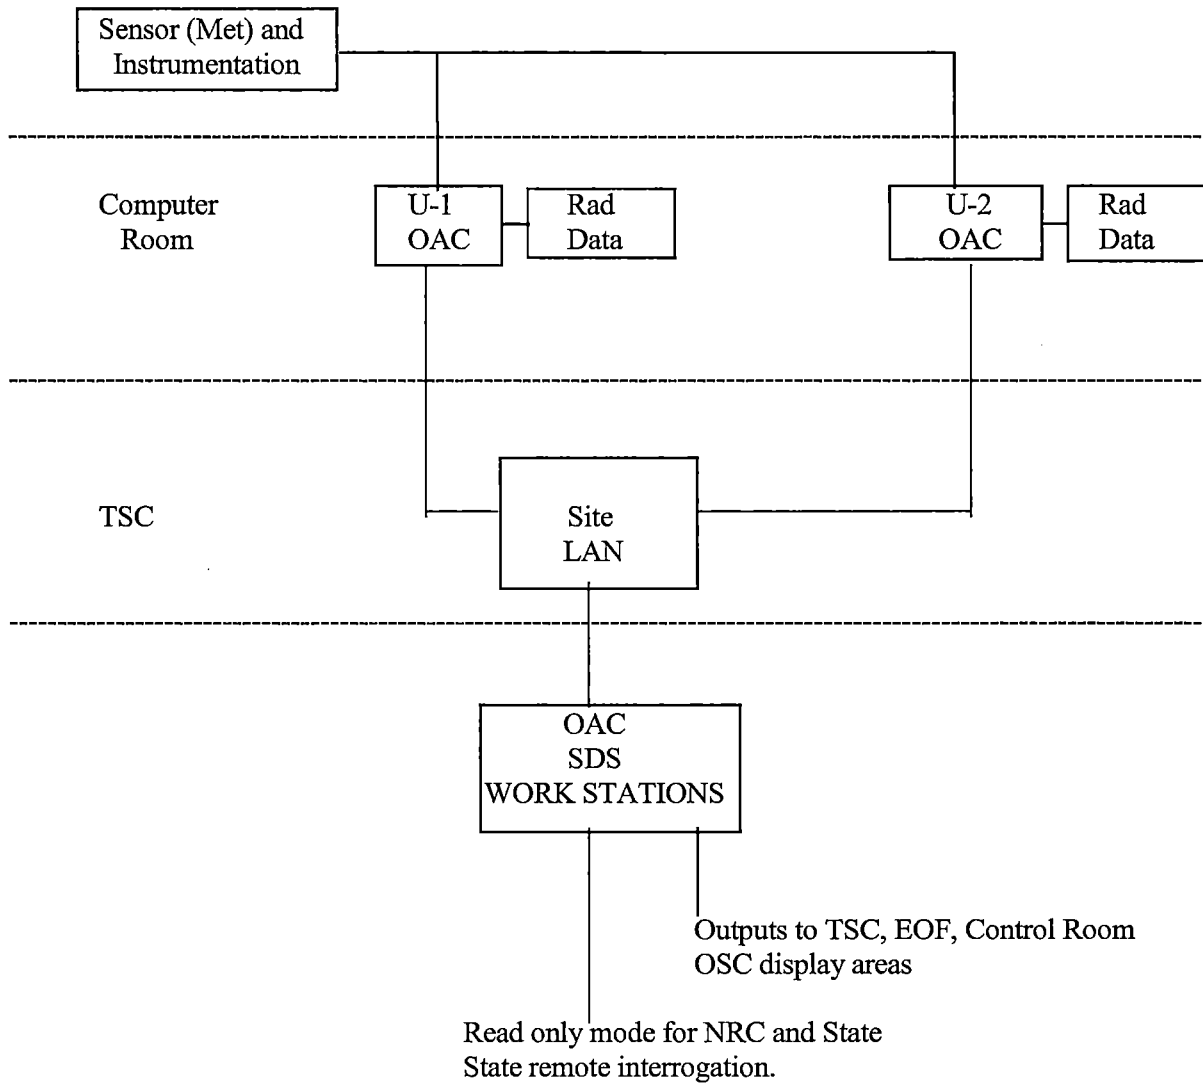 Sensor (Met) and
Instrumentation
Computer
Room
U-1
OAC
Rad
Data
U-2
OAC
Rad
Data
TSC
Site
LAN
OAC
SDS
WORK STATIONS
Outputs to TSC, EOF, Control Room
OSC display areas
Read only mode for NRC and State
State remote interrogation.